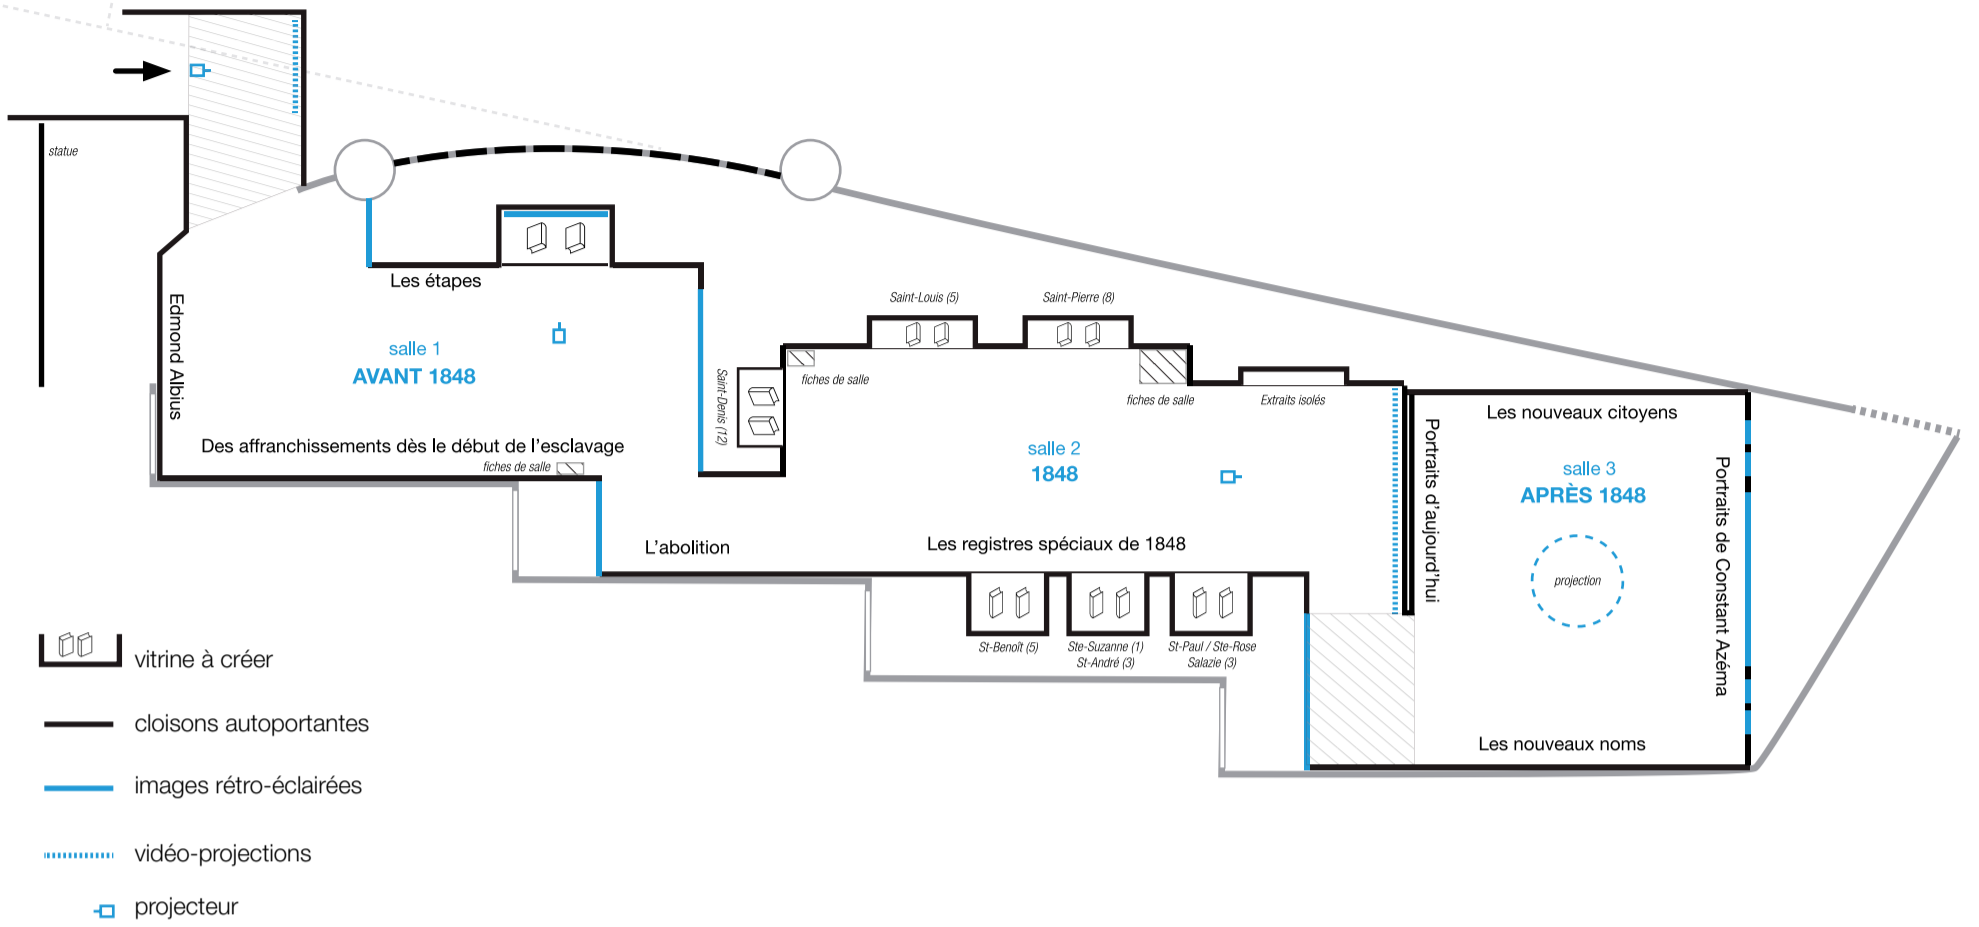 statue
Edmond Albius
Les étapes
salle 1
AVANT 1848
Des affranchissements dès le début de l'esclavage
fiches de salle
Saint-Denis (12)
fiches de salle
Saint-Louis (5)
Saint-Pierre (8)
fiches de salle
Extraits isolés
salle 2
1848
L'abolition
Les registres spéciaux de 1848
St-Benoît (5)
Ste-Suzanne (1)
St-André (3)
St-Paul / Ste-Rose
Salazie (3)
Portraits d'aujourd'hui
Les nouveaux citoyens
salle 3
APRÈS 1848
projection
Portraits de Constant Azéma
Les nouveaux noms
vitrine à créer
cloisons autoportantes
images rétro-éclairées
vidéo-projections
projecteur